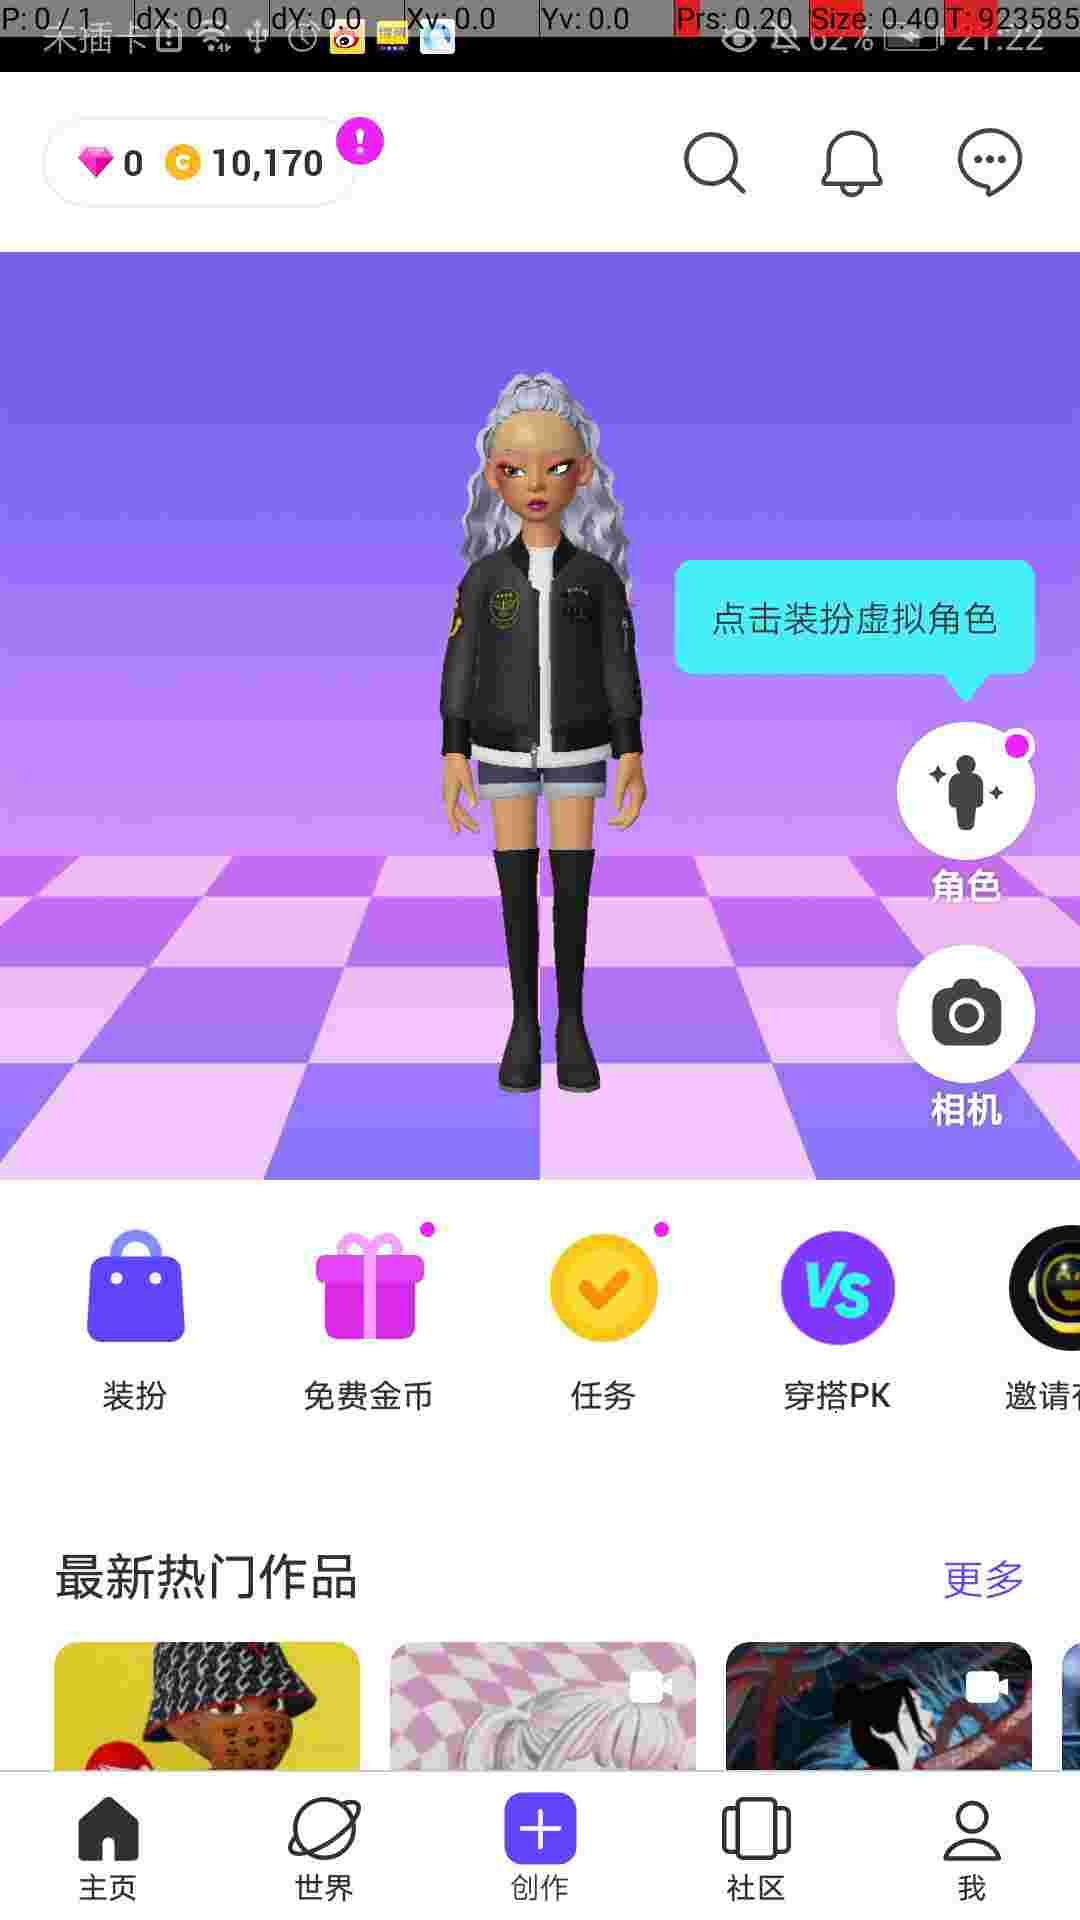 P: 0 / 1 dX: 0.0 dY: 0.0 Xv: 0.0 Yv: 0.0 Prs: 0.20 Size: 0.40 T: 923585
未插卡 62% 21:22
0 C 10,170 !
点击装扮虚拟角色
角色
相机
VS
装扮 免费金币 任务 穿搭PK 邀请
最新热门作品 更多
主页 世界 创作 社区 我